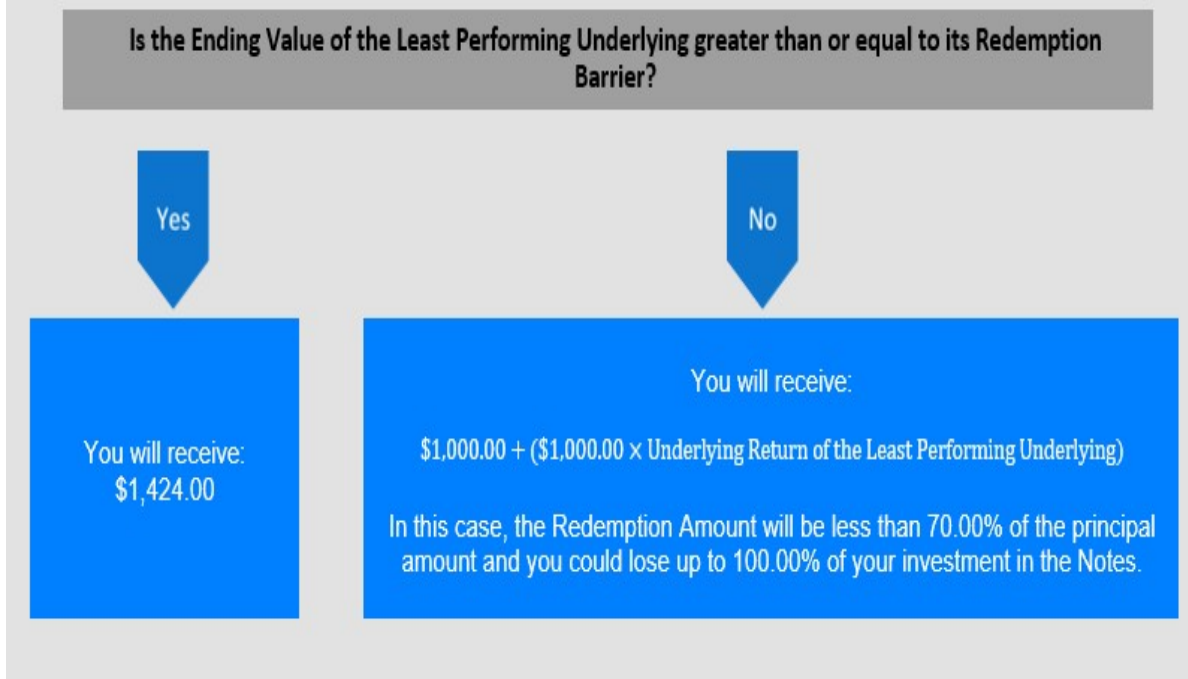 Is the Ending Value of the Least Performing Underlying greater than or equal to its Redemption
Barrier?
Yes
No
You will receive:
$1,424.00
You will receive:
$1,000.00 + ($1,000.00 × Underlying Return of the Least Performing Underlying)
In this case, the Redemption Amount will be less than 70.00% of the principal
amount and you could lose up to 100.00% of your investment in the Notes.